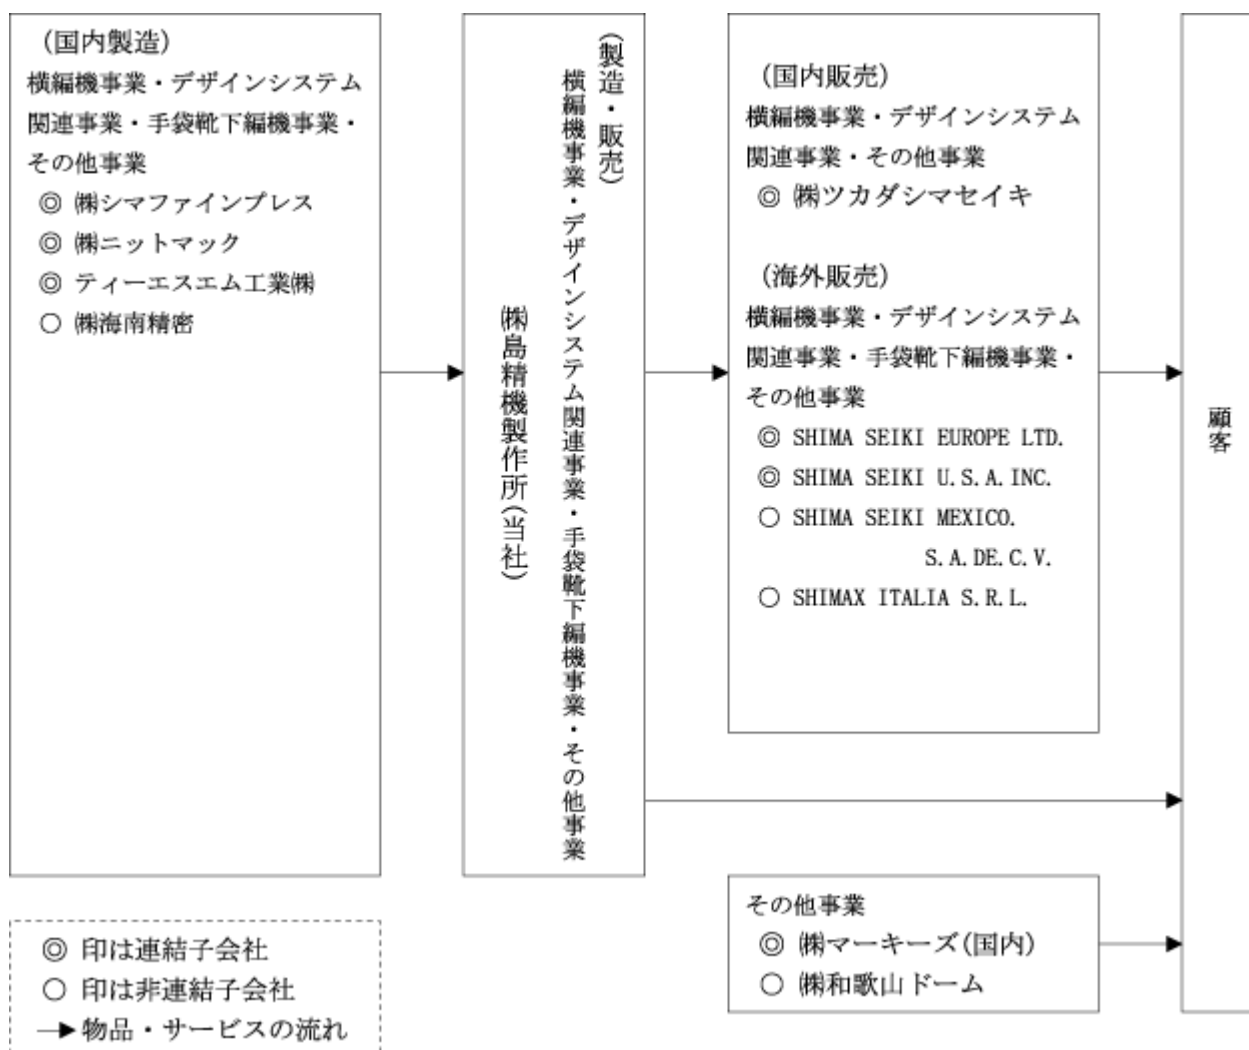 (国内製造)
横編機事業・デザインシステム
関連事業・手袋靴下編機事業・
その他事業
◎ ㈱シマファインプレス
◎ ㈱ニットマック
◎ ティーエスエム工業㈱
○ ㈱海南精密
(製造・販売)
横編機事業・デザインシステム関連事業・手袋靴下編機事業・その他事業
㈱島精機製作所(当社)
(国内販売)
横編機事業・デザインシステム
関連事業・その他事業
◎ ㈱ツカダシマセイキ
(海外販売)
横編機事業・デザインシステム
関連事業・手袋靴下編機事業・
その他事業
◎ SHIMA SEIKI EUROPE LTD.
◎ SHIMA SEIKI U.S.A.INC.
○ SHIMA SEIKI MEXICO.
S.A.DE.C.V.
○ SHIMAX ITALIA S.R.L.
その他事業
◎ ㈱マーキーズ(国内)
○ ㈱和歌山ドーム
顧客
◎ 印は連結子会社
○ 印は非連結子会社
→ 物品・サービスの流れ